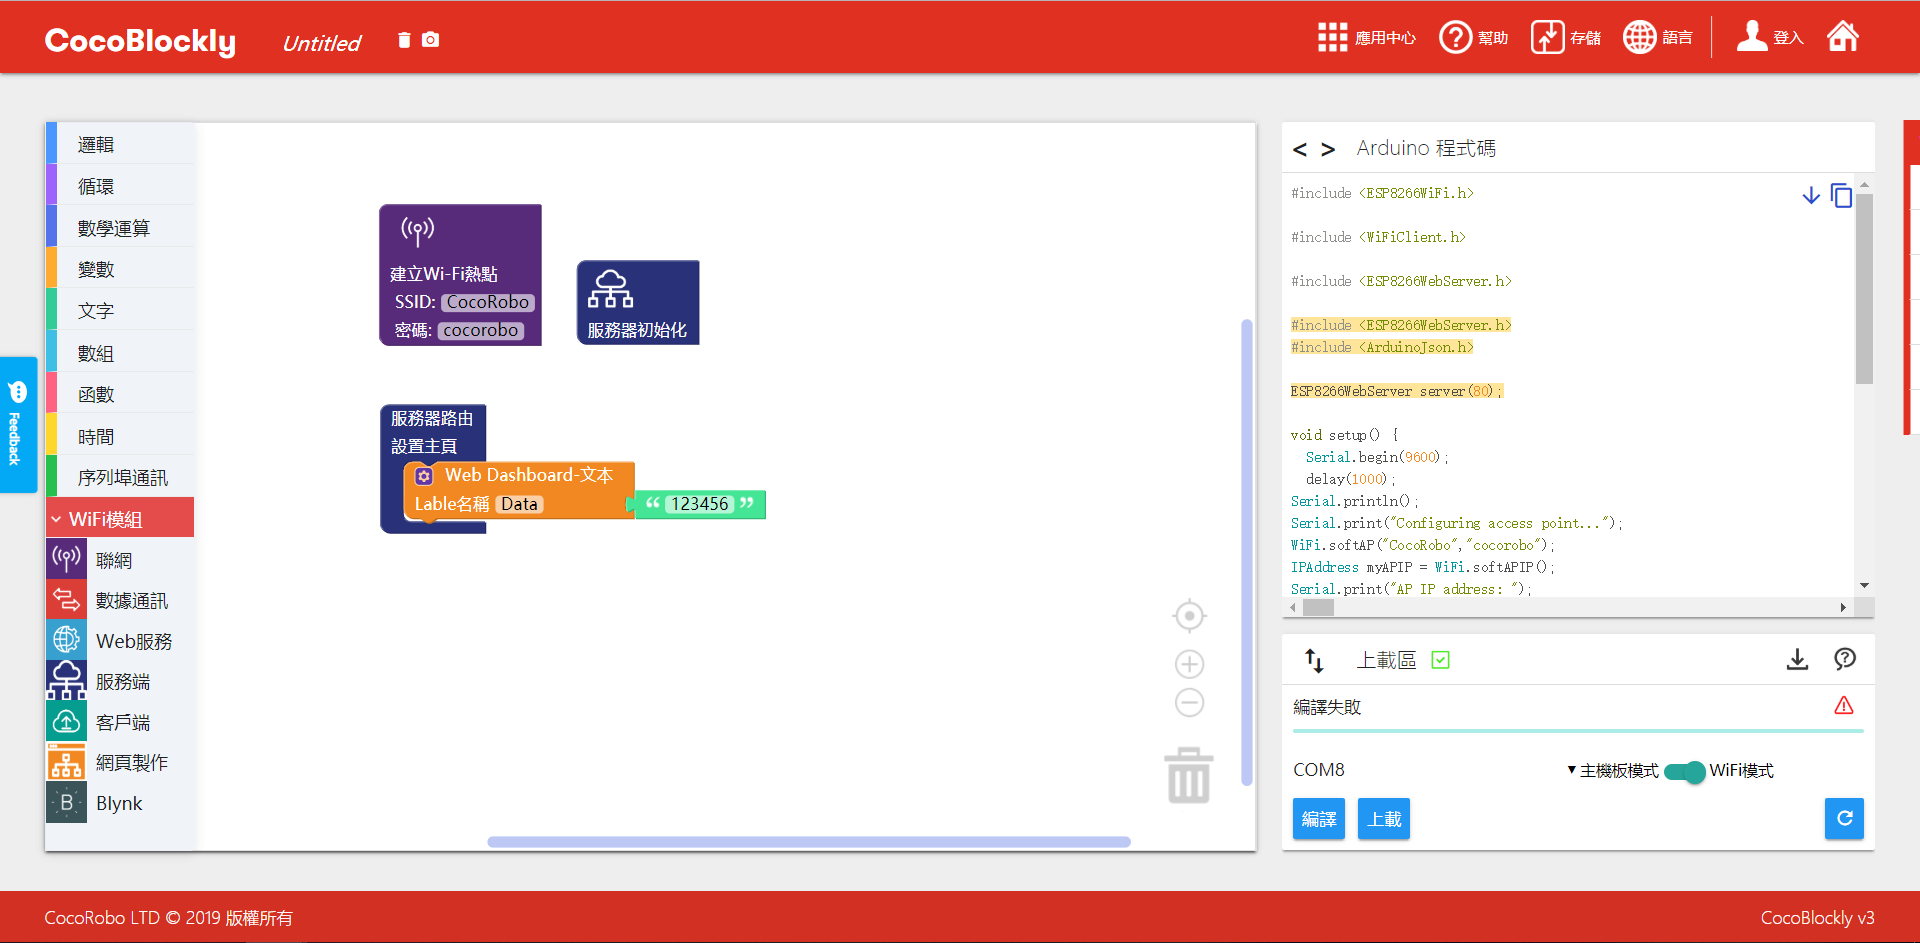 CocoBlockly
Untitled
應用中心
幫助
存儲
語言
登入
邏輯
循環
數學運算
變數
文字
數組
函數
時間
序列埠通訊
WiFi模組
聯網
數據通訊
Web服務
服務端
客戶端
網頁製作
B
Blynk
Feedback
建立Wi-Fi熱點
SSID: CocoRobo
密碼: cocorobo
服務器初始化
服務器路由
設置主頁
Web Dashboard-文本
Lable名稱 Data
“ 123456 ”
< > Arduino 程式碼
#include <ESP8266WiFi.h>
#include <WiFiClient.h>
#include <ESP8266WebServer.h>
#include <ESP8266WebServer.h>
#include <ArduinoJson.h>
ESP8266WebServer server(80);
void setup() {
Serial.begin(9600);
delay(1000);
Serial.println();
Serial.print("Configuring access point...");
WiFi.softAP("CocoRobo","cocorobo");
IPAddress myAPIP = WiFi.softAPIP();
Serial.print("AP IP address: ");
上載區
編譯失敗
COM8
主機板模式
WiFi模式
編譯
上載
CocoRobo LTD © 2019 版權所有
CocoBlockly v3